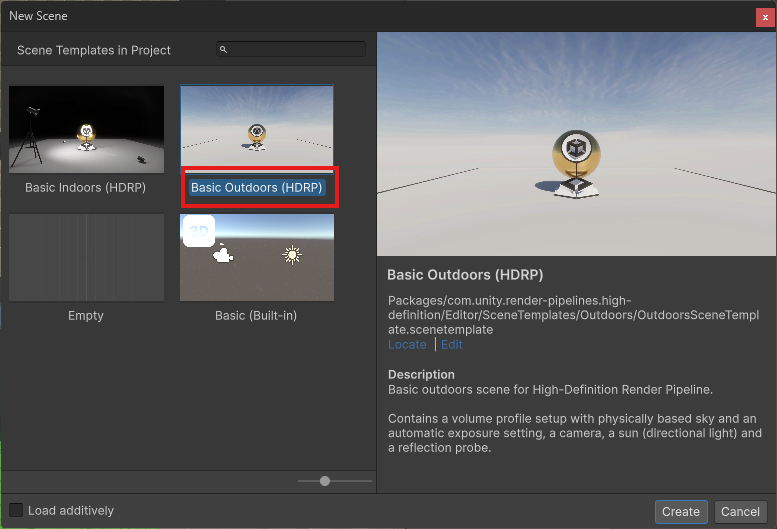 New Scene
x
Scene Templates in Project
Basic Indoors (HDRP)
Basic Outdoors (HDRP)
3D
Empty
Basic (Built-in)
Basic Outdoors (HDRP)
Packages/com.unity.render-pipelines.high-
definition/Editor/SceneTemplates/Outdoors/OutdoorsSceneTempl
ate.scenetemplate
Locate | Edit
Description
Basic outdoors scene for High-Definition Render Pipeline.
Contains a volume profile setup with physically based sky and an
automatic exposure setting, a camera, a sun (directional light) and
a reflection probe.
Load additively
Create
Cancel